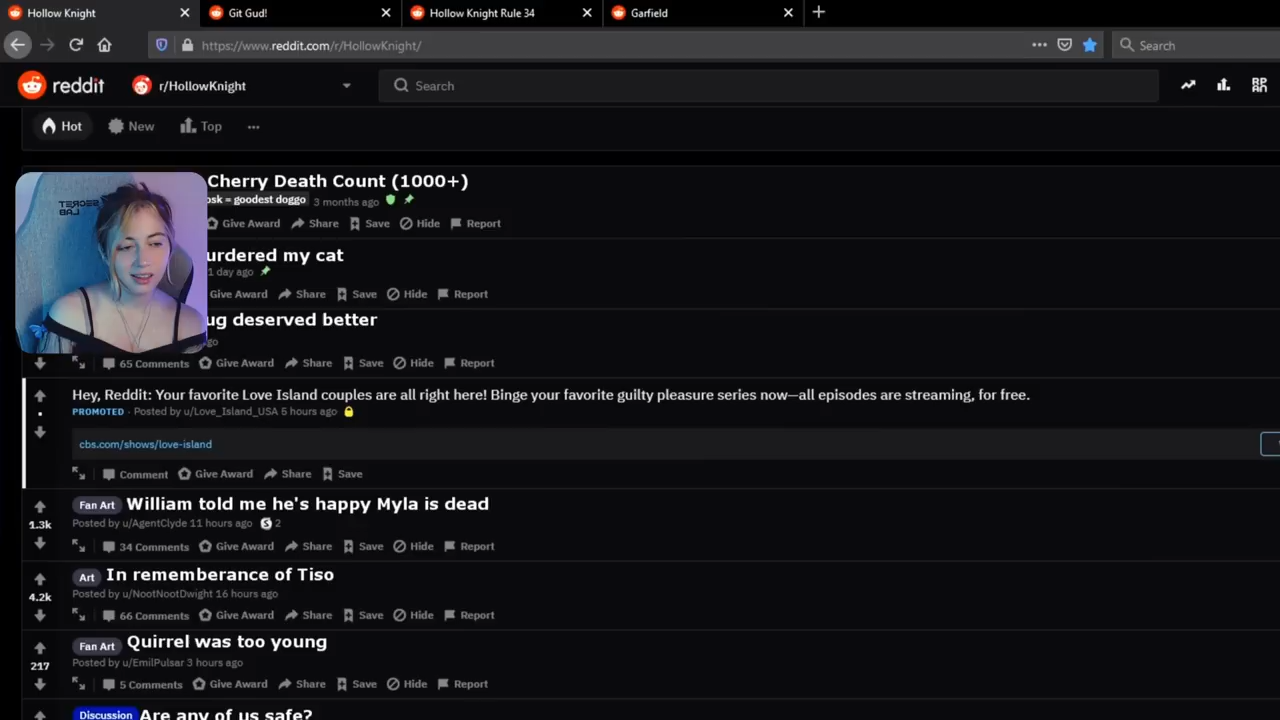 Hollow Knight
Git Gud!
Hollow Knight Rule 34
Garfield
https://www.reddit.com/r/HollowKnight/
Search
reddit
r/HollowKnight
Search
Hot
New
Top
Cherry Death Count (1000+)
osk = goodest doggo 3 months ago
Give Award Share Save Hide Report
SECRET
LAB
urdered my cat
1 day ago
Give Award Share Save Hide Report
ug deserved better
go
65 Comments Give Award Share Save Hide Report
Hey, Reddit: Your favorite Love Island couples are all right here! Binge your favorite guilty pleasure series now—all episodes are streaming, for free.
PROMOTED · Posted by u/Love_Island_USA 5 hours ago
cbs.com/shows/love-island
Comment Give Award Share Save
Fan Art William told me he's happy Myla is dead
1.3k Posted by u/AgentClyde 11 hours ago S 2
34 Comments Give Award Share Save Hide Report
Art In rememberance of Tiso
4.2k Posted by u/NootNootDwight 16 hours ago
66 Comments Give Award Share Save Hide Report
Fan Art Quirrel was too young
217 Posted by u/EmilPulsar 3 hours ago
5 Comments Give Award Share Save Hide Report
Discussion Are any of us safe?